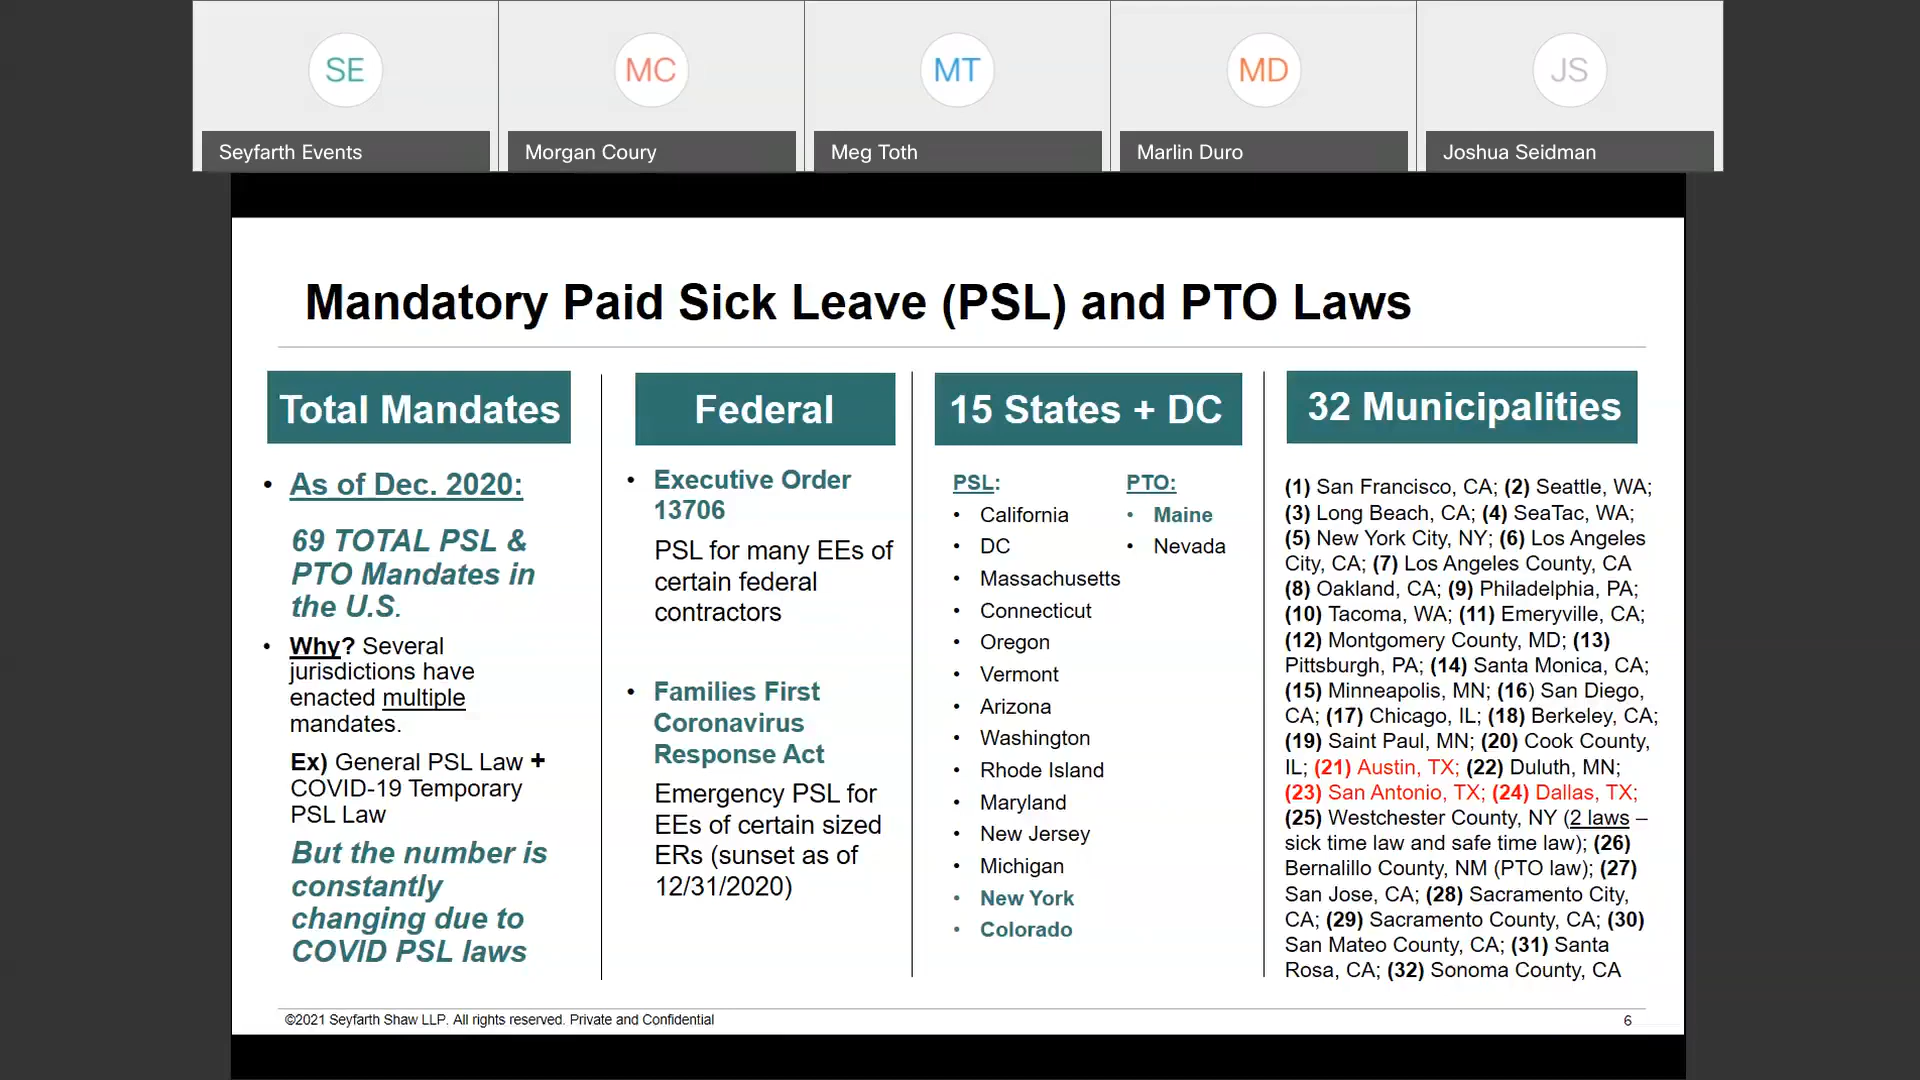 SE
MC
MT
MD
JS
Seyfarth Events
Morgan Coury
Meg Toth
Marlin Duro
Joshua Seidman
Mandatory Paid Sick Leave (PSL) and PTO Laws
Total Mandates
• As of Dec. 2020:
69 TOTAL PSL &
PTO Mandates in
the U.S.
• Why? Several
jurisdictions have
enacted multiple
mandates.
Ex) General PSL Law +
COVID-19 Temporary
PSL Law
But the number is
constantly
changing due to
COVID PSL laws
Federal
• Executive Order
13706
PSL for many EEs of
certain federal
contractors
• Families First
Coronavirus
Response Act
Emergency PSL for
EEs of certain sized
ERs (sunset as of
12/31/2020)
15 States + DC
PSL:
• California
• DC
• Massachusetts
• Connecticut
• Oregon
• Vermont
• Arizona
• Washington
• Rhode Island
• Maryland
• New Jersey
• Michigan
• New York
• Colorado
PTO:
• Maine
• Nevada
32 Municipalities
(1) San Francisco, CA; (2) Seattle, WA;
(3) Long Beach, CA; (4) SeaTac, WA;
(5) New York City, NY; (6) Los Angeles
City, CA; (7) Los Angeles County, CA
(8) Oakland, CA; (9) Philadelphia, PA;
(10) Tacoma, WA; (11) Emeryville, CA;
(12) Montgomery County, MD; (13)
Pittsburgh, PA; (14) Santa Monica, CA;
(15) Minneapolis, MN; (16) San Diego,
CA; (17) Chicago, IL; (18) Berkeley, CA;
(19) Saint Paul, MN; (20) Cook County,
IL; (21) Austin, TX; (22) Duluth, MN;
(23) San Antonio, TX; (24) Dallas, TX;
(25) Westchester County, NY (2 laws –
sick time law and safe time law); (26)
Bernalillo County, NM (PTO law); (27)
San Jose, CA; (28) Sacramento City,
CA; (29) Sacramento County, CA; (30)
San Mateo County, CA; (31) Santa
Rosa, CA; (32) Sonoma County, CA
©2021 Seyfarth Shaw LLP. All rights reserved. Private and Confidential
6